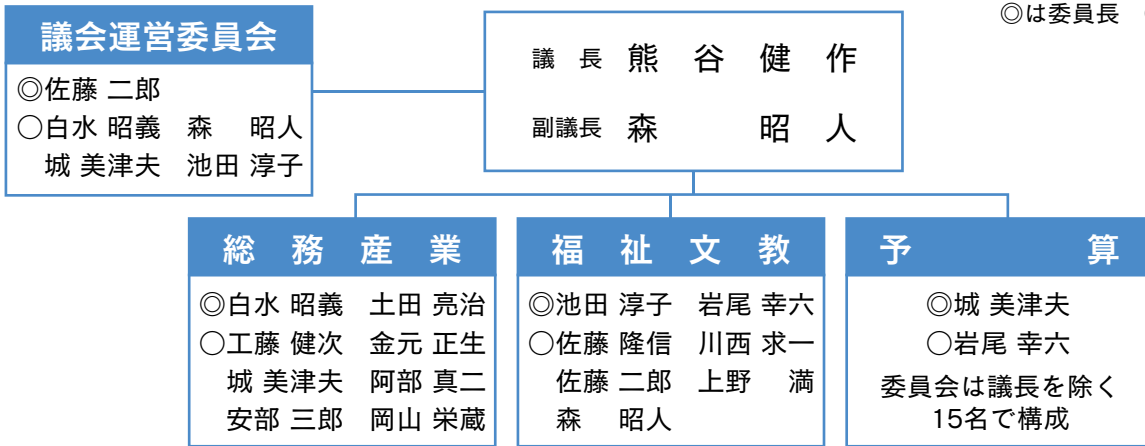 ◎は委員長
議会運営委員会
◎佐藤 二郎
○白水 昭義 森 昭人
城 美津夫 池田 淳子
議 長 熊 谷 健 作
副議長 森 昭 人
総 務 産 業
◎白水 昭義 土田 亮治
○工藤 健次 金元 正生
城 美津夫 阿部 真二
安部 三郎 岡山 栄蔵
福 祉 文 教
◎池田 淳子 岩尾 幸六
○佐藤 隆信 川西 求一
佐藤 二郎 上野 満
森 昭人
予 算
◎城 美津夫
○岩尾 幸六
委員会は議長を除く
15名で構成